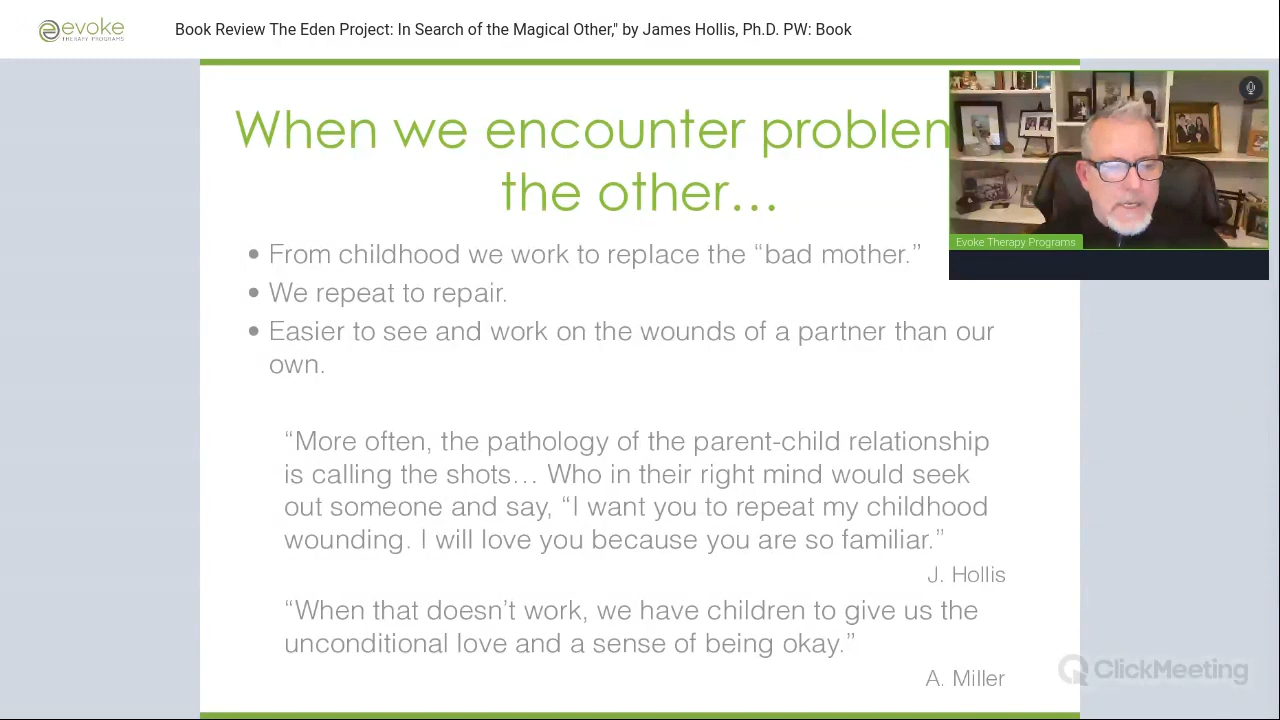 evoke
THERAPY PROGRAMS
Book Review The Eden Project: In Search of the Magical Other," by James Hollis, Ph.D. PW: Book
When we encounter problem
the other…
• From childhood we work to replace the “bad mother.”
• We repeat to repair.
• Easier to see and work on the wounds of a partner than our
own.
“More often, the pathology of the parent-child relationship
is calling the shots… Who in their right mind would seek
out someone and say, “I want you to repeat my childhood
wounding. I will love you because you are so familiar.”
J. Hollis
“When that doesn’t work, we have children to give us the
unconditional love and a sense of being okay.”
A. Miller
Evoke Therapy Programs
ClickMeeting